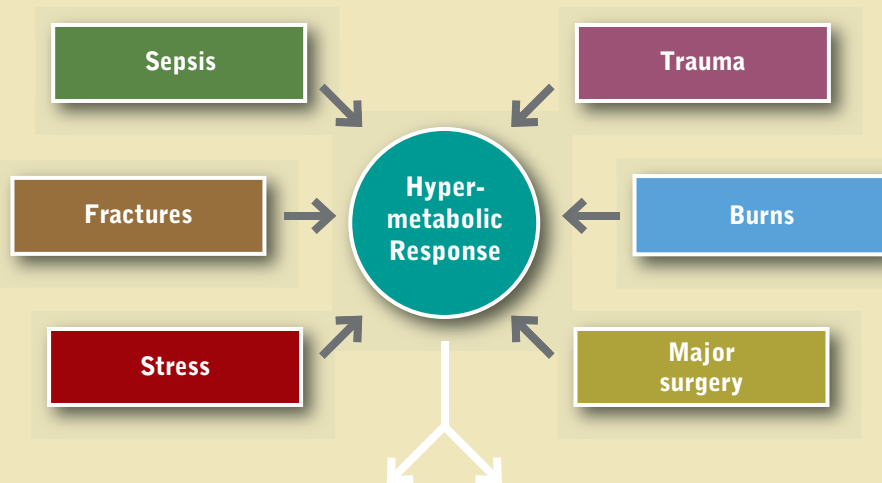 Sepsis
Trauma
Hyper-
metabolic
Response
Fractures
Burns
Stress
Major
surgery